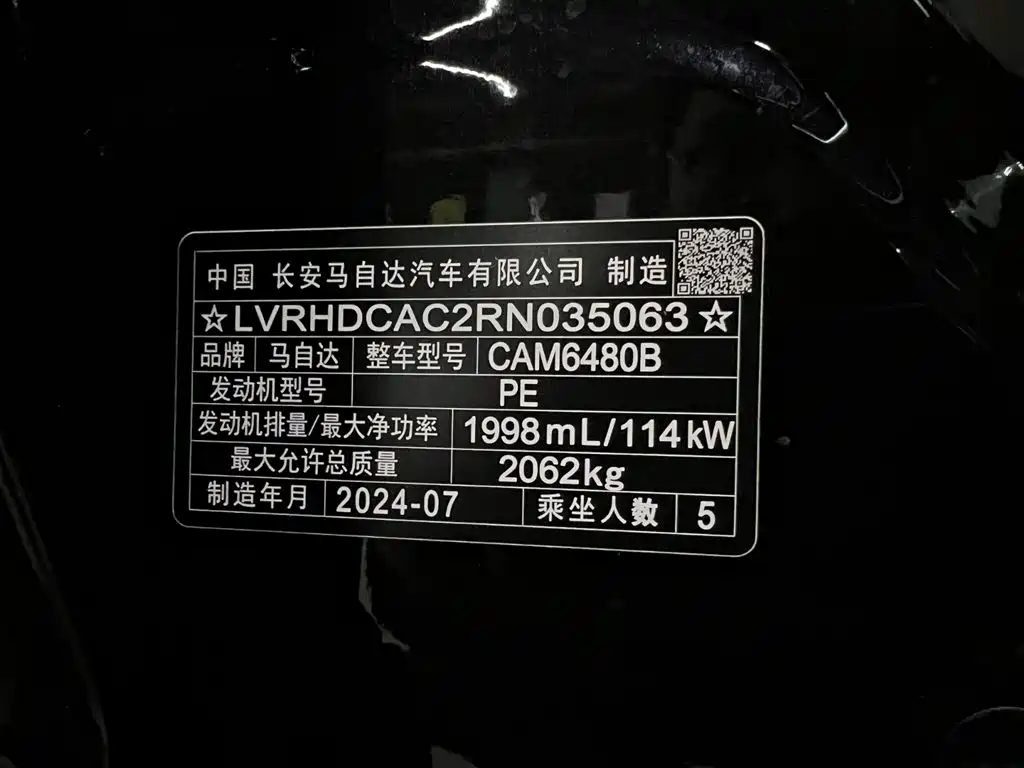 中国 长安马自达汽车有限公司 制造
☆LVRHDCAC2RN035063☆
品牌 马自达 整车型号 CAM6480B
发动机型号 PE
发动机排量/最大净功率 1998mL/114kW
最大允许总质量 2062kg
制造年月 2024-07 乘坐人数 5